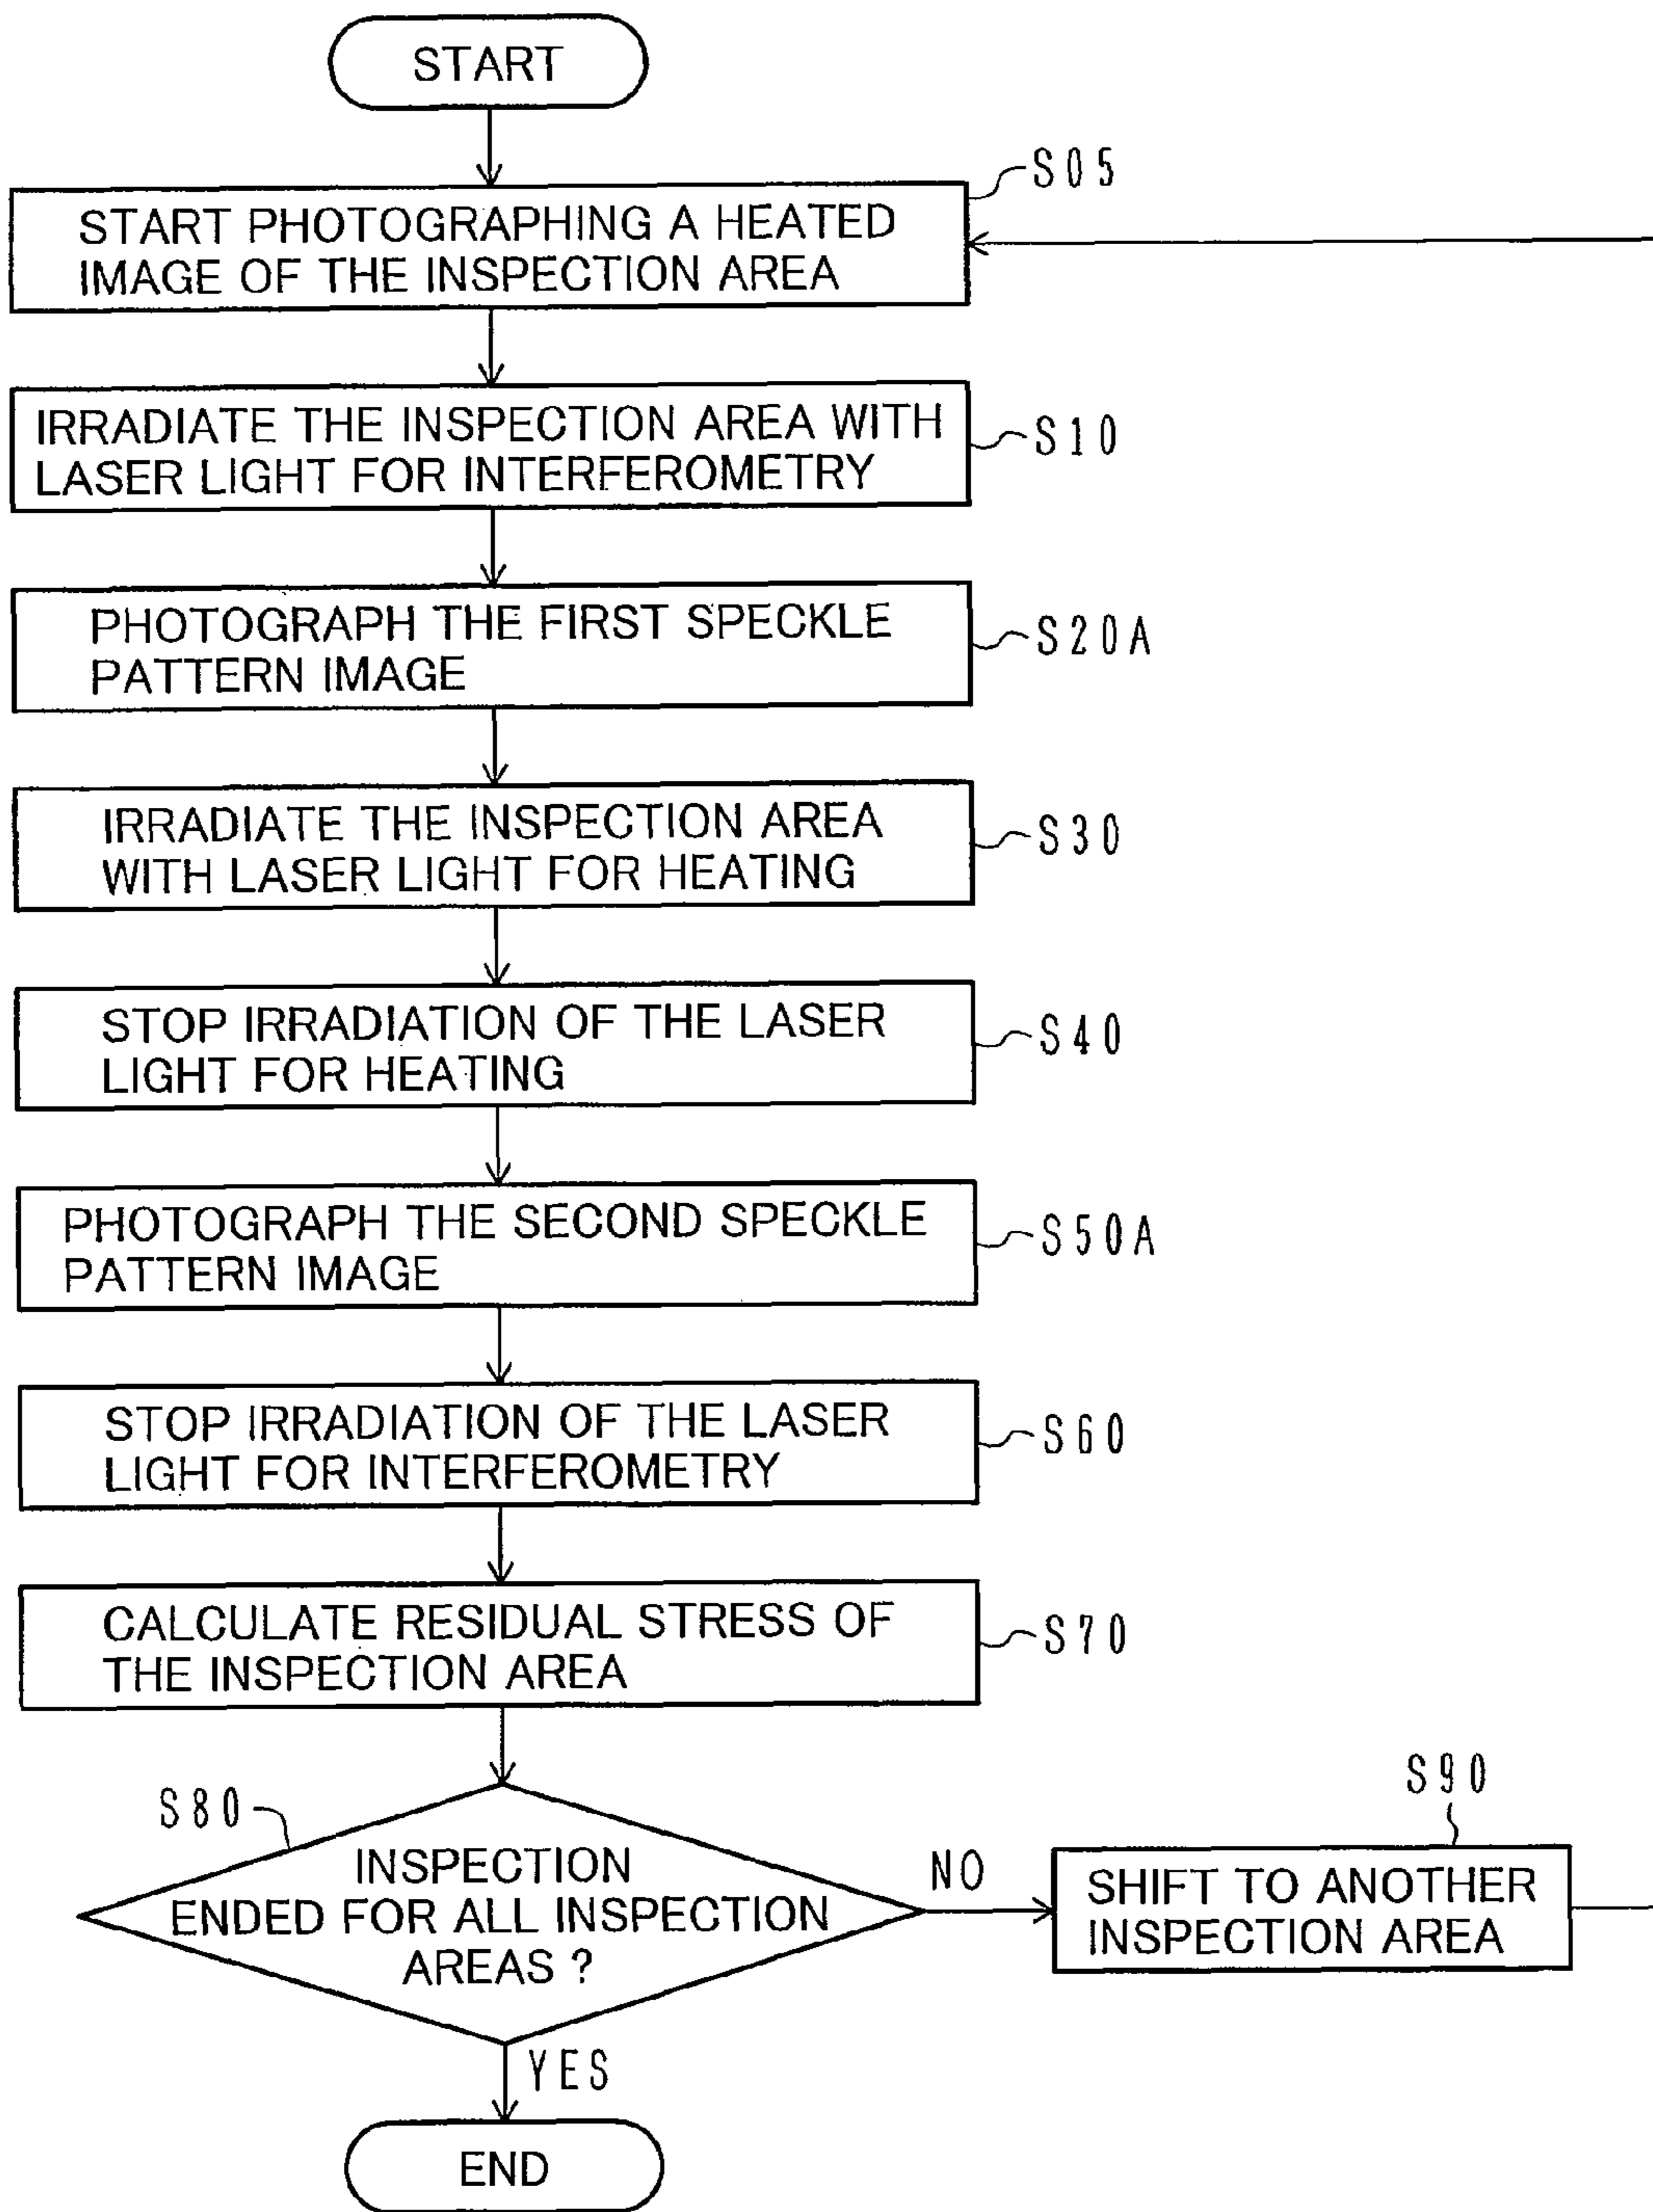 START
S05
START PHOTOGRAPHING A HEATED
IMAGE OF THE INSPECTION AREA
IRRADIATE THE INSPECTION AREA WITH
LASER LIGHT FOR INTERFEROMETRY
S10
PHOTOGRAPH THE FIRST SPECKLE
PATTERN IMAGE
S20A
IRRADIATE THE INSPECTION AREA
WITH LASER LIGHT FOR HEATING
S30
STOP IRRADIATION OF THE LASER
LIGHT FOR HEATING
S40
PHOTOGRAPH THE SECOND SPECKLE
PATTERN IMAGE
S50A
STOP IRRADIATION OF THE LASER
LIGHT FOR INTERFEROMETRY
S60
CALCULATE RESIDUAL STRESS OF
THE INSPECTION AREA
S70
S80
INSPECTION
ENDED FOR ALL INSPECTION
AREAS ?
NO
S90
SHIFT TO ANOTHER
INSPECTION AREA
YES
END